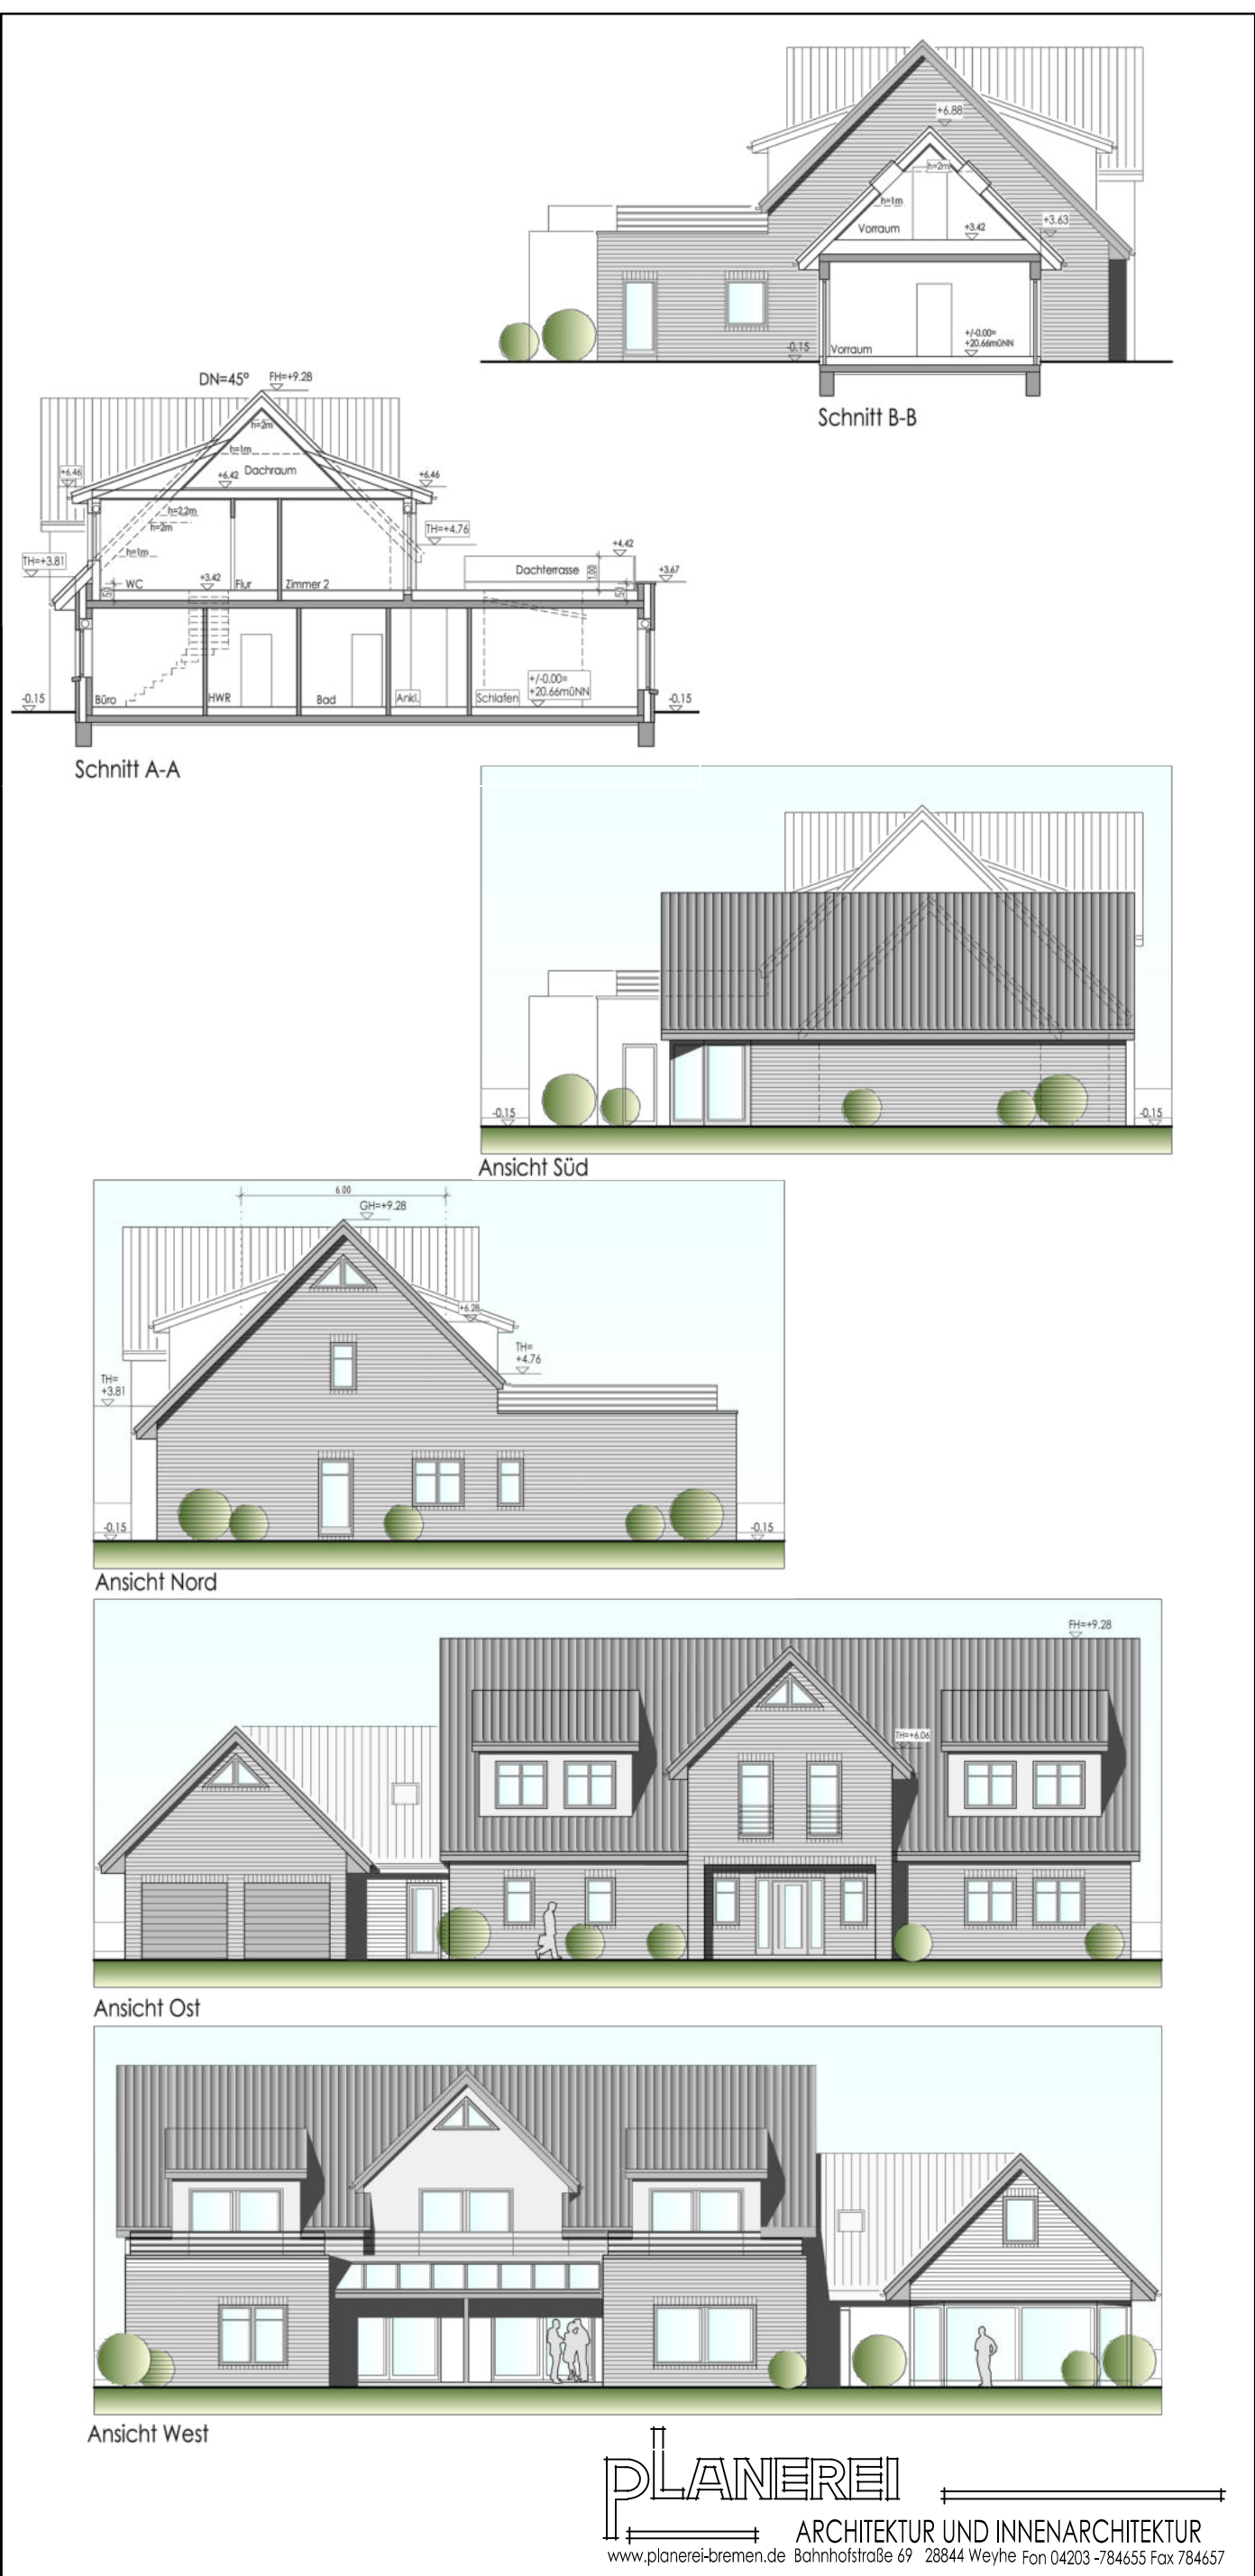 +6.88
h=2m
h=1m
Vorraum
+3.42
+3.63
+/-0.00=
+20.66müNN
-0.15
Vorraum
Schnitt B-B
DN=45°
FH=+9.28
h=2m
h=1m
+6.46
+6.42
Dachraum
+6.46
h=2,2m
h=2m
TH=+4.76
h=1m
+4.42
TH=+3.81
Dachterrasse
1.00
+3.67
WC
+3.42
Flur
Zimmer 2
50
50
+/-0.00=
+20.66müNN
-0.15
Büro
HWR
Bad
Ankl.
Schlafen
-0.15
Schnitt A-A
-0.15
-0.15
Ansicht Süd
6.00
GH=+9.28
+6.28
TH=
+4.76
TH=
+3.81
-0.15
-0.15
Ansicht Nord
FH=+9.28
TH=+6.06
Ansicht Ost
Ansicht West
PLANEREI
ARCHITEKTUR UND INNENARCHITEKTUR
www.planerei-bremen.de Bahnhofstraße 69 28844 Weyhe Fon 04203 -784655 Fax 784657